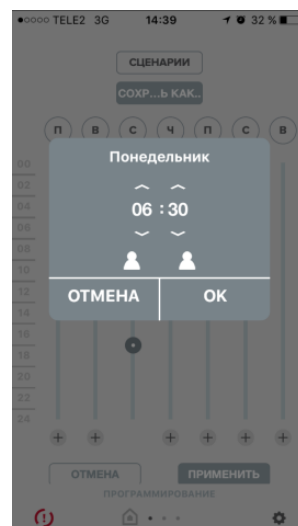 TELE2 3G 14:39 32 %
СЦЕНАРИИ
СОХР...Ь КАК..
П В С Ч П С В
Понедельник
00
02
04
06 : 30
06
08
10
ОТМЕНА OK
12
14
16
18
20
22
24
+ + + + + +
ОТМЕНА ПРИМЕНИТЬ
ПРОГРАММИРОВАНИЕ